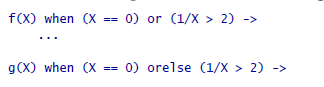 f(X) when (X == 0) or (1/X > 2) ->
...
g(X) when (X == 0) orelse (1/X > 2) ->